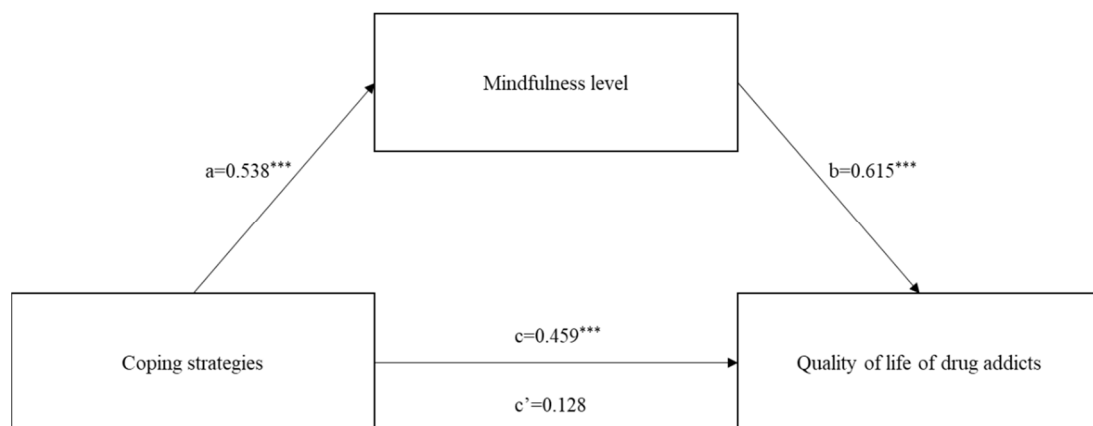 Mindfulness level
a=0.538***
b=0.615***
c=0.459***
Coping strategies
Quality of life of drug addicts
c’=0.128